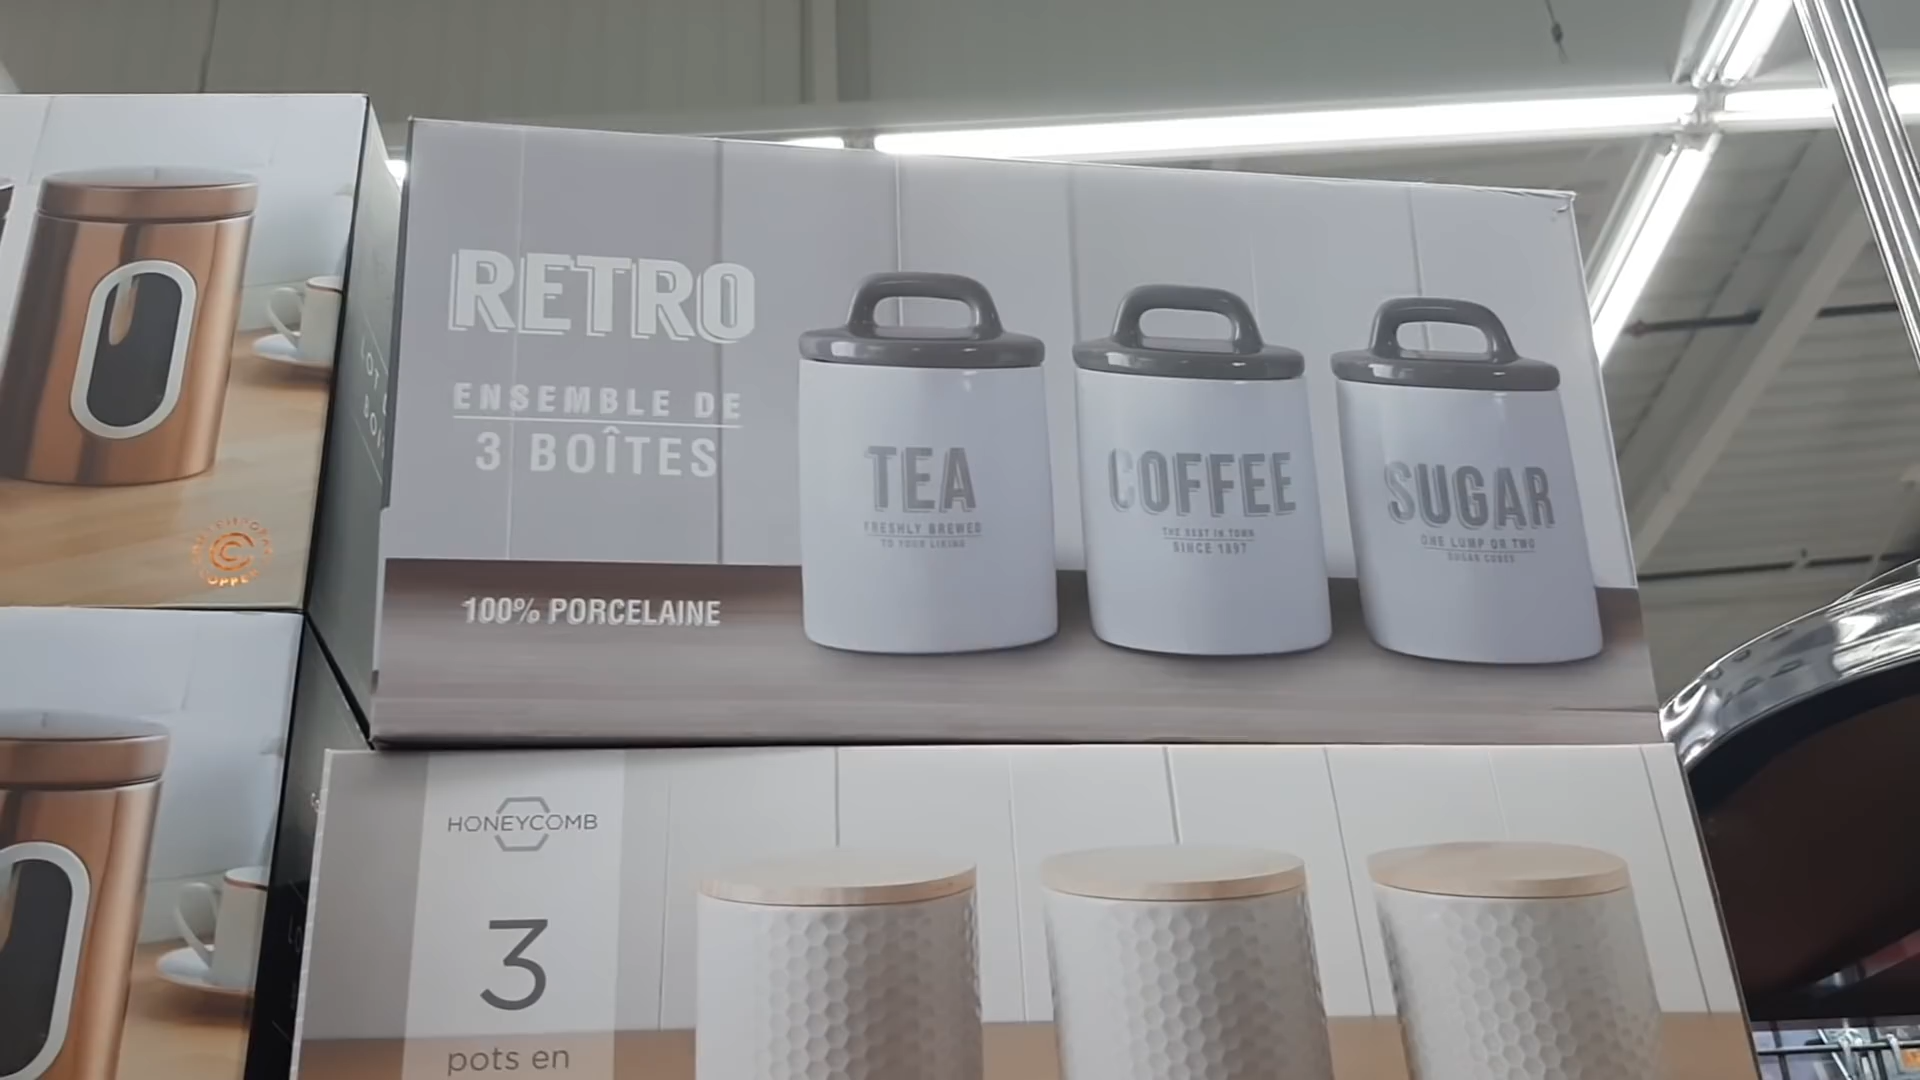 RETRO
ENSEMBLE DE
3 BOÎTES
100% PORCELAINE
TEA
FRESHLY BREWED
TO YOUR LIKING
COFFEE
THE BEST IN TOWN
SINCE 1897
SUGAR
ONE LUMP OR TWO
SUGAR CUBES
HONEYCOMB
3
pots en
COPPER